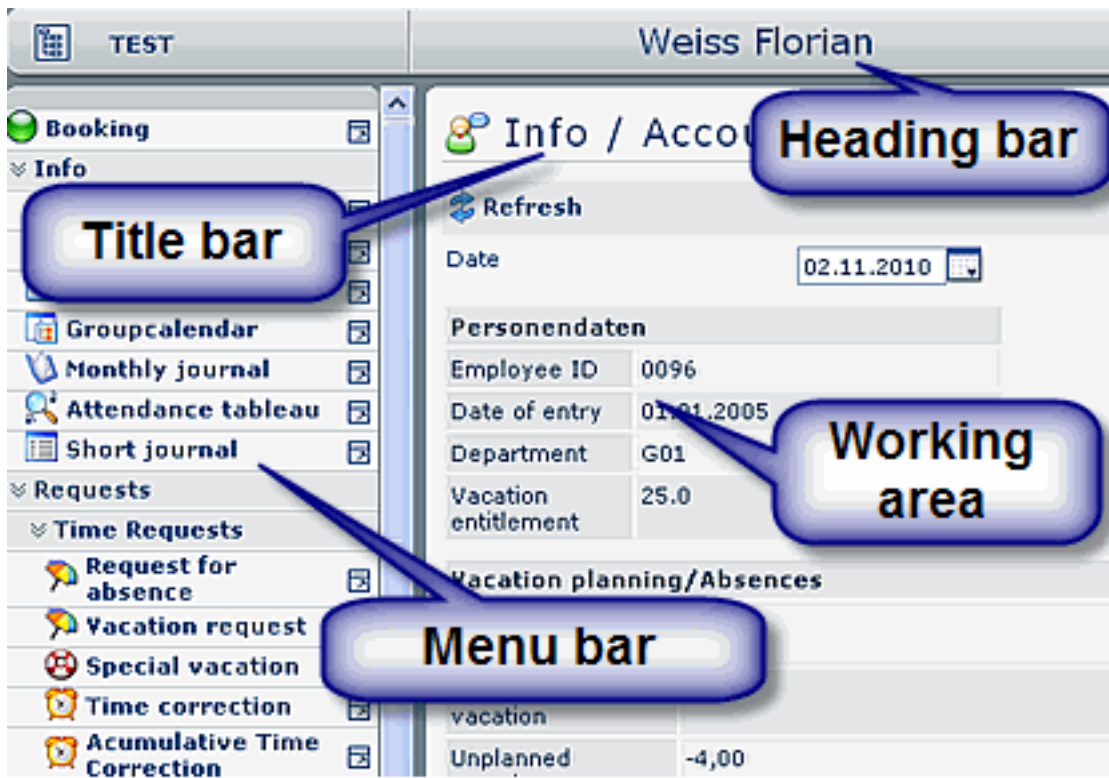 TEST
Weiss Florian
Booking
Info
Groupcalendar
Monthly journal
Attendance tableau
Short journal
Requests
Time Requests
Request for
absence
Vacation request
Special vacation
Time correction
Acumulative Time
Correction
Title bar
Menu bar
Heading bar
Info /
Refresh
Date
02.11.2010
Personendaten
Employee ID 0096
Date of entry 01.01.2005
Department G01
Vacation 25.0
entitlement
Working
area
Vacation planning/Absences
vacation
Unplanned -4,00